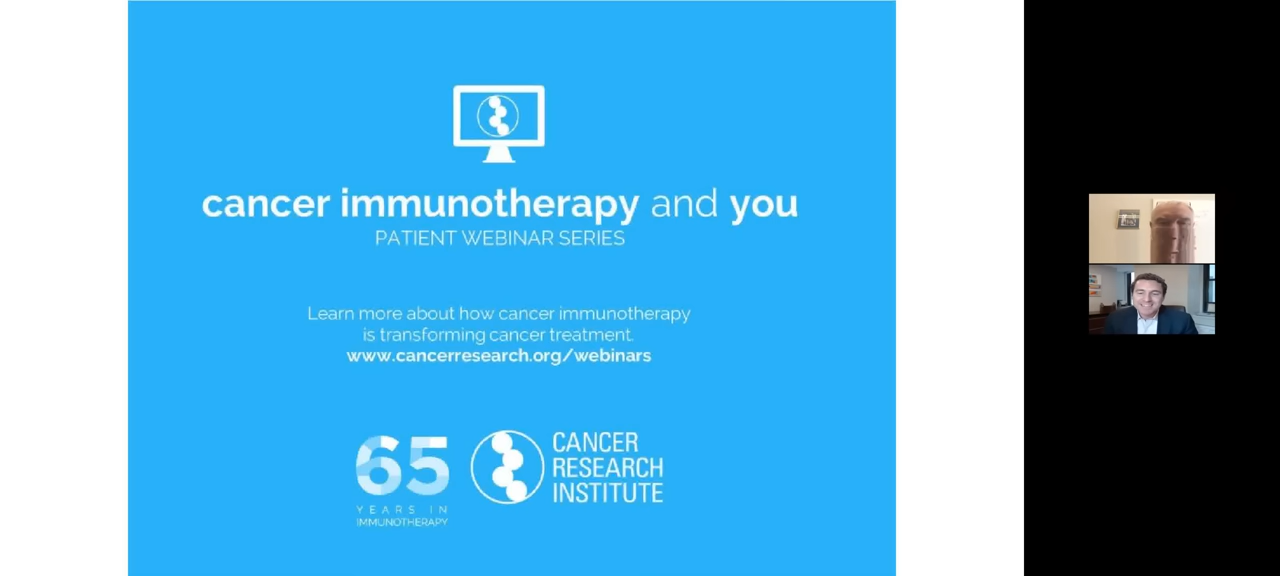 cancer immunotherapy and you
PATIENT WEBINAR SERIES
Learn more about how cancer immunotherapy
is transforming cancer treatment.
www.cancerresearch.org/webinars
65
YEARS IN
IMMUNOTHERAPY
CANCER
RESEARCH
INSTITUTE